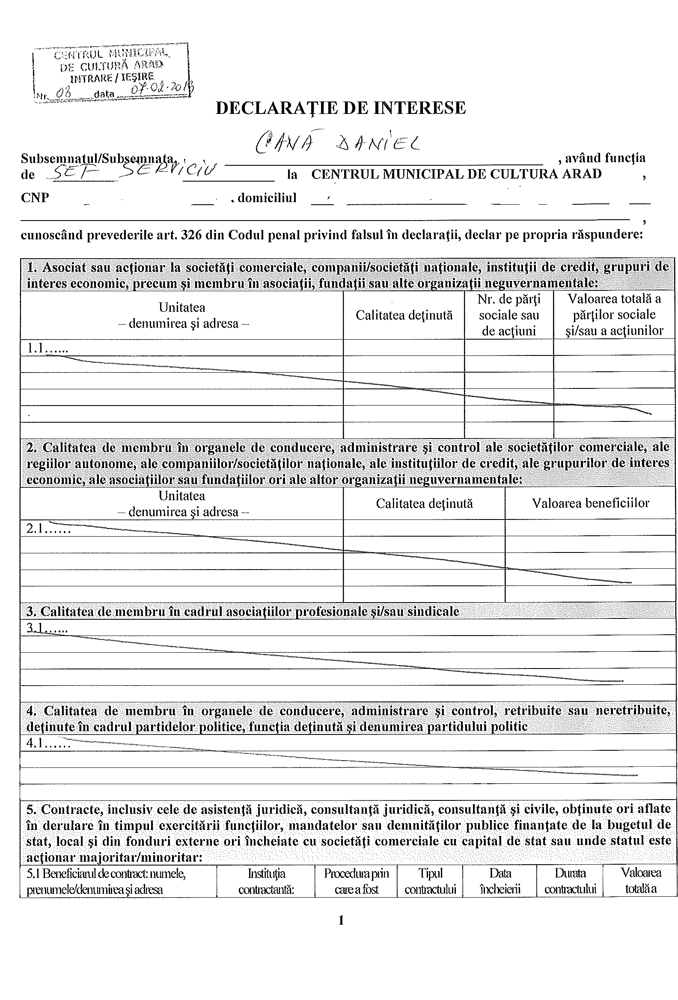 CENTRUL MUNICIPAL
DE CULTURĂ ARAD
INTRARE / IEŞIRE
Nr. 03 data 07.02.2018
DECLARAŢIE DE INTERESE
DANIEL
Subsemnatul/Subsemnata, , având funcţia
de ŞEF SERVICIU la CENTRUL MUNICIPAL DE CULTURA ARAD ,
CNP , domiciliul
,
cunoscând prevederile art. 326 din Codul penal privind falsul în declaraţii, declar pe propria răspundere:
1. Asociat sau acţionar la societăţi comerciale, companii/societăţi naţionale, instituţii de credit, grupuri de
interes economic, precum şi membru în asociaţii, fundaţii sau alte organizaţii neguvernamentale:
Unitatea
– denumirea şi adresa –
Calitatea deţinută
Nr. de părţi
sociale sau
de acţiuni
Valoarea totală a
părţilor sociale
şi/sau a acţiunilor
1.1......
2. Calitatea de membru în organele de conducere, administrare şi control ale societăţilor comerciale, ale
regiilor autonome, ale companiilor/societăţilor naţionale, ale instituţiilor de credit, ale grupurilor de interes
economic, ale asociaţiilor sau fundaţiilor ori ale altor organizaţii neguvernamentale:
Unitatea
– denumirea şi adresa –
Calitatea deţinută
Valoarea beneficiilor
2.1......
3. Calitatea de membru în cadrul asociaţiilor profesionale şi/sau sindicale
3.1......
4. Calitatea de membru în organele de conducere, administrare şi control, retribuite sau neretribuite,
deţinute în cadrul partidelor politice, funcţia deţinută şi denumirea partidului politic
4.1......
5. Contracte, inclusiv cele de asistenţă juridică, consultanţă juridică, consultanţă şi civile, obţinute ori aflate
în derulare în timpul exercitării funcţiilor, mandatelor sau demnităţilor publice finanţate de la bugetul de
stat, local şi din fonduri externe ori încheiate cu societăţi comerciale cu capital de stat sau unde statul este
acţionar majoritar/minoritar:
5.1 Beneficiarul de contract: numele,
prenumele/denumirea şi adresa
Instituţia
contractantă:
Procedura prin
care a fost
Tipul
contractului
Data
încheierii
Durata
contractului
Valoarea
totală a
1